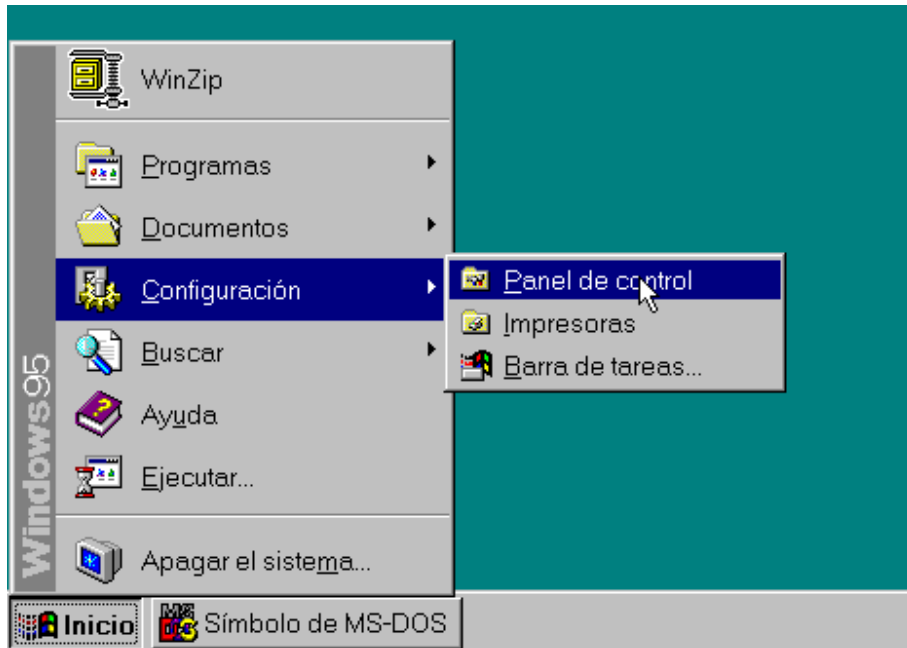 WinZip
Programas
Documentos
Configuración
Panel de control
Impresoras
Barra de tareas...
Buscar
Ayuda
Ejecutar...
Apagar el sistema...
Windows95
Inicio
Símbolo de MS-DOS